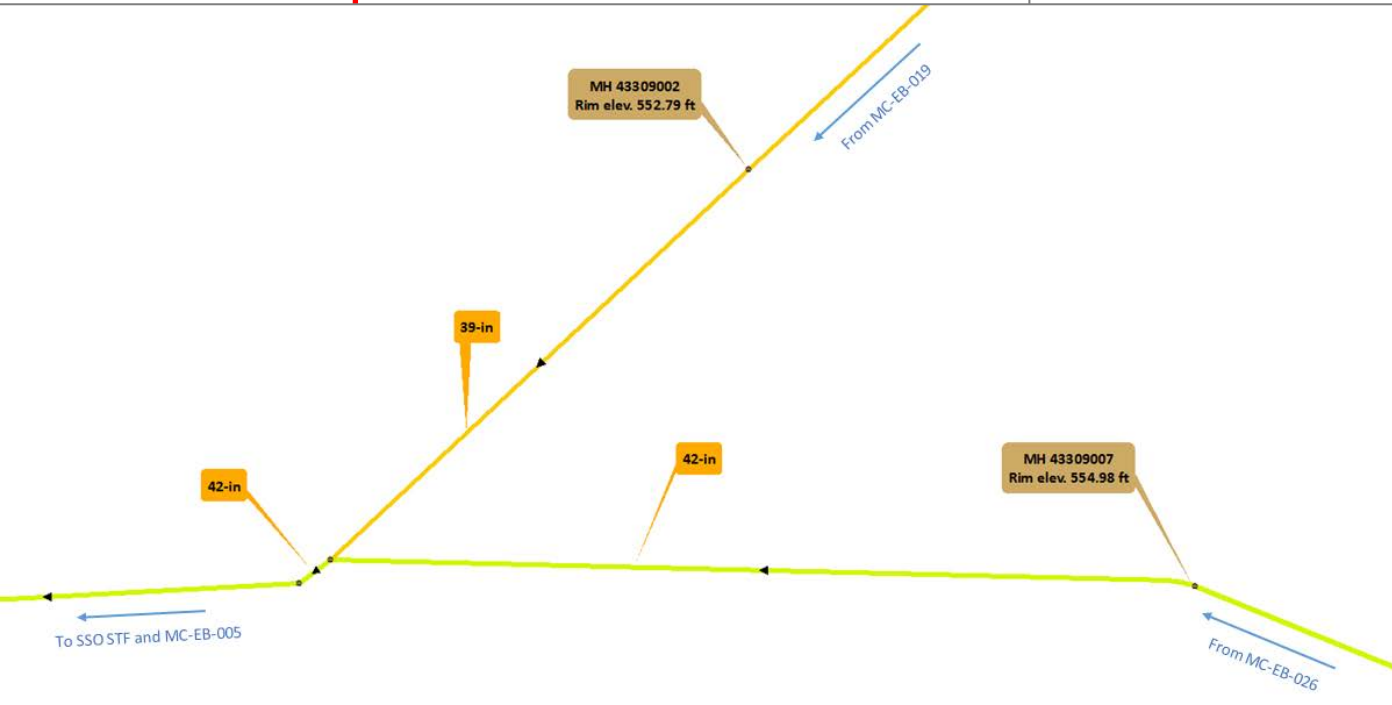 MH 43309002
Rim elev. 552.79 ft
From MC-EB-019
39-in
42-in
42-in
MH 43309007
Rim elev. 554.98 ft
To SSO STF and MC-EB-005
From MC-EB-026